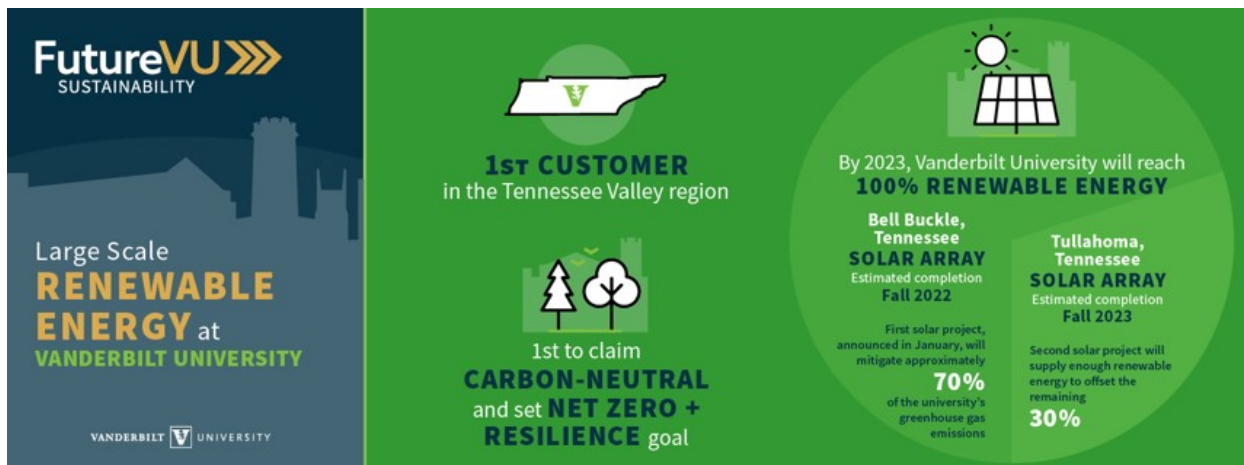 FutureVU
SUSTAINABILITY
Large Scale
RENEWABLE
ENERGY at
VANDERBILT UNIVERSITY
VANDERBILT V UNIVERSITY
V
1ST CUSTOMER
in the Tennessee Valley region
1st to claim
CARBON-NEUTRAL
and set NET ZERO +
RESILIENCE goal
By 2023, Vanderbilt University will reach
100% RENEWABLE ENERGY
Bell Buckle,
Tennessee
SOLAR ARRAY
Estimated completion
Fall 2022
First solar project,
announced in January, will
mitigate approximately
70%
of the university's
greenhouse gas
emissions
Tullahoma,
Tennessee
SOLAR ARRAY
Estimated completion
Fall 2023
Second solar project will
supply enough renewable
energy to offset the
remaining
30%